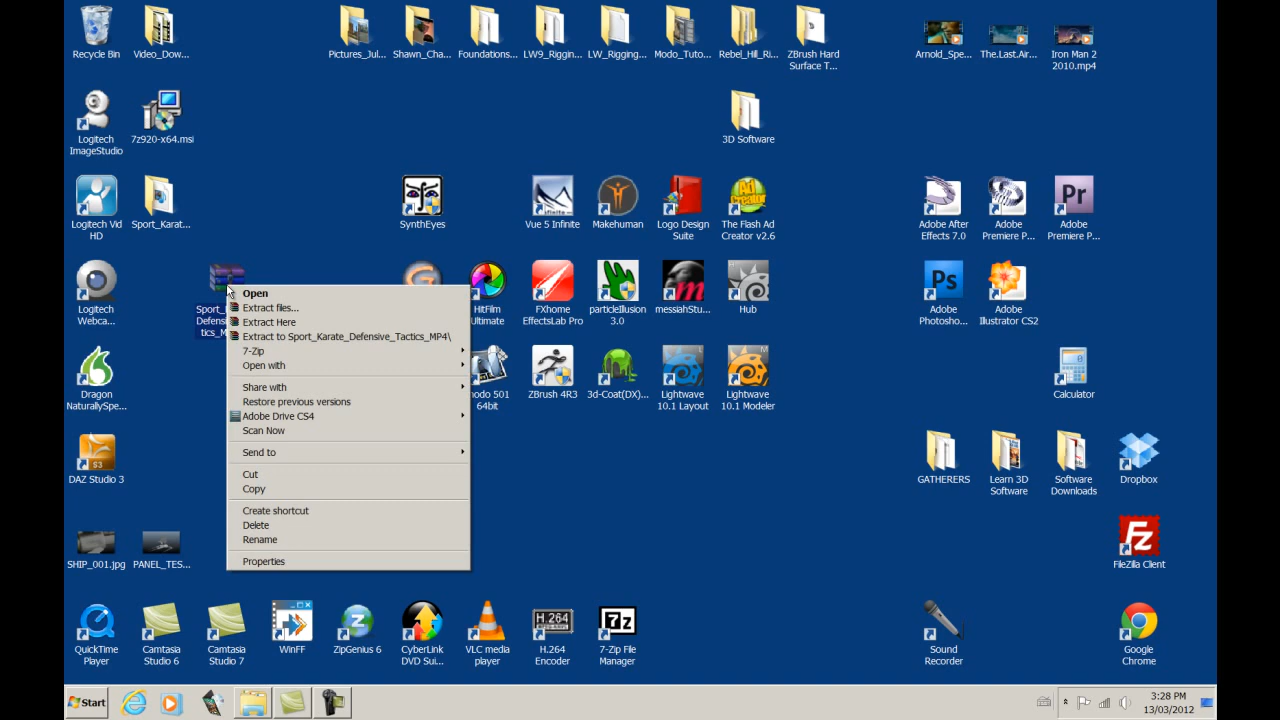 Recycle Bin
Video_Dow...
Pictures_Jul...
Shawn_Cha...
Foundations...
LW9_Riggin...
LW_Rigging...
Modo_Tuto...
Rebel_Hil_Ri...
ZBrush Hard
Surface T...
Arnold_Spe...
The.Last.Air...
Iron Man 2
2010.mp4
Logitech
ImageStudio
7z920-x64.msi
3D Software
Logitech Vid
HD
Sport_Karat...
SynthEyes
Vue 5 Infinite
Makehuman
Logo Design
Suite
The Flash Ad
Creator v2.6
Adobe After
Effects 7.0
Adobe
Premiere P...
Adobe
Premiere P...
Pr
Logitech
Webca...
HitFilm
Ultimate
FXhome
EffectsLab Pro
particleIllusion
3.0
messiahStu...
Hub
Ps
Adobe
Photosho...
Adobe
Illustrator CS2
Open
Extract files...
Extract Here
Extract to Sport_Karate_Defensive_Tactics_MP4\
7-Zip
Open with
Share with
Restore previous versions
Adobe Drive CS4
Scan Now
Send to
Cut
Copy
Create shortcut
Delete
Rename
Properties
Dragon
NaturallySpe...
modo 501
64bit
ZBrush 4R3
3d-Coat(DX)...
Lightwave
10.1 Layout
Lightwave
10.1 Modeler
Calculator
S3
DAZ Studio 3
GATHERERS
Learn 3D
Software
Software
Downloads
Dropbox
SHIP_001.jpg
PANEL_TES...
Fz
FileZilla Client
QuickTime
Player
Camtasia
Studio 6
Camtasia
Studio 7
WinFF
ZipGenius 6
CyberLink
DVD Sui...
VLC media
player
H.264
H.264
Encoder
7z
7-Zip File
Manager
Sound
Recorder
Google
Chrome
Start
3:28 PM
13/03/2012